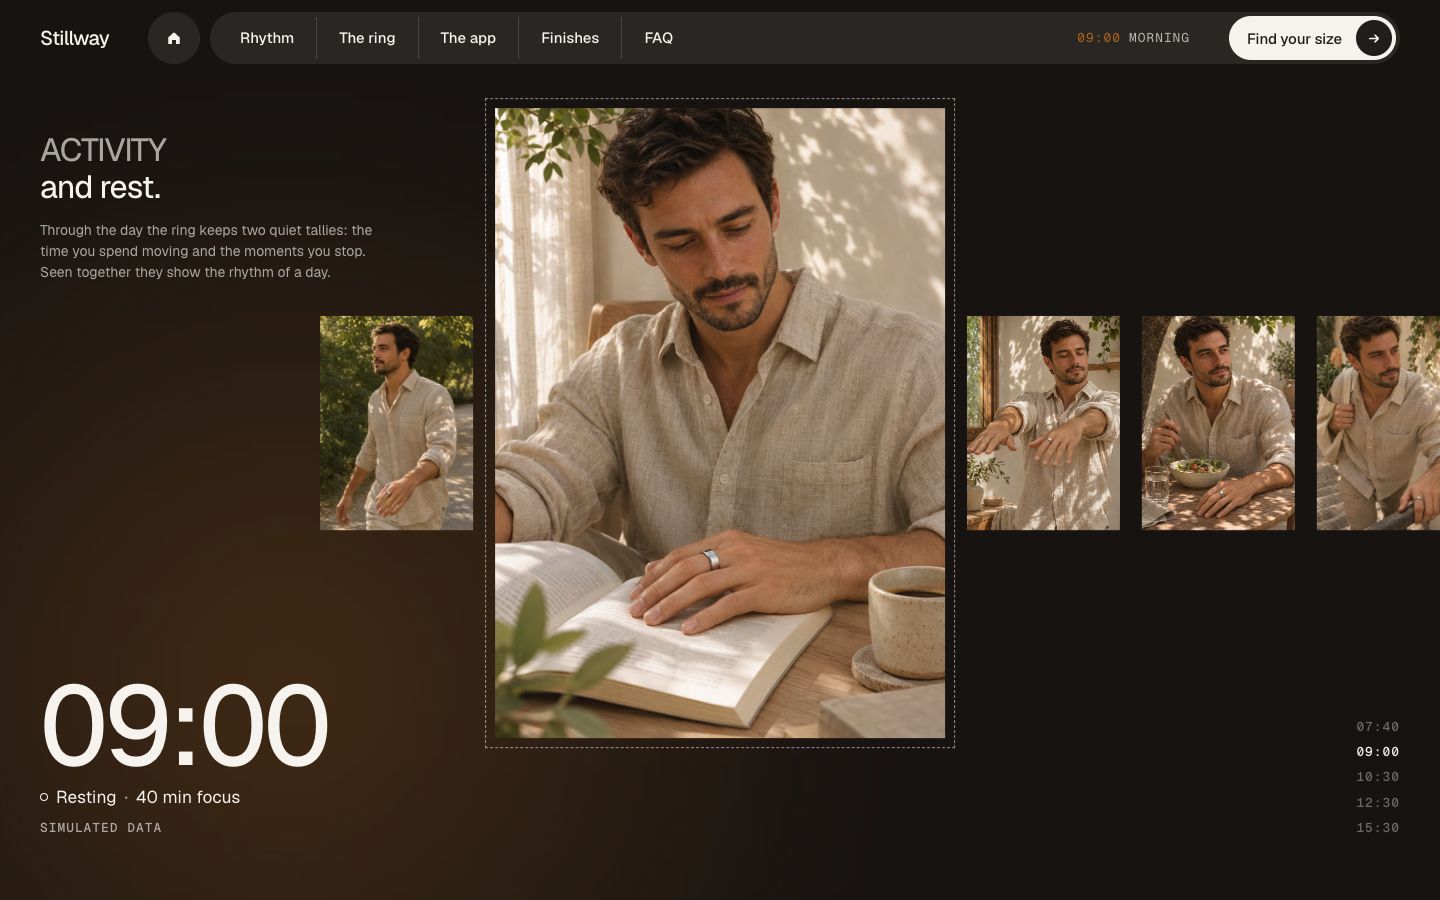 Stillway
Rhythm
The ring
The app
Finishes
FAQ
09:00 MORNING
Find your size
ACTIVITY
and rest.
Through the day the ring keeps two quiet tallies: the
time you spend moving and the moments you stop.
Seen together they show the rhythm of a day.
09:00
Resting · 40 min focus
SIMULATED DATA
07:40
09:00
10:30
12:30
15:30